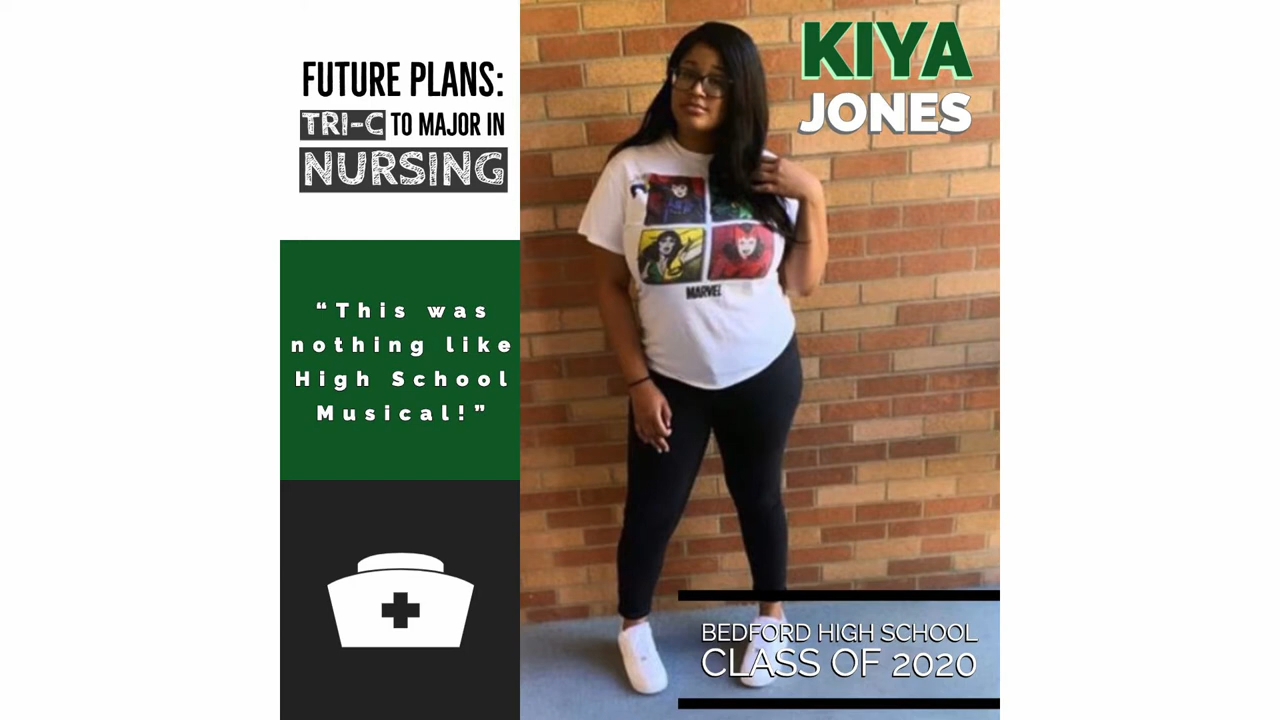 FUTURE PLANS:
TRI-C TO MAJOR IN
NURSING
“This was
nothing like
High School
Musical!”
KIYA
JONES
MARVEL
BEDFORD HIGH SCHOOL
CLASS OF 2020